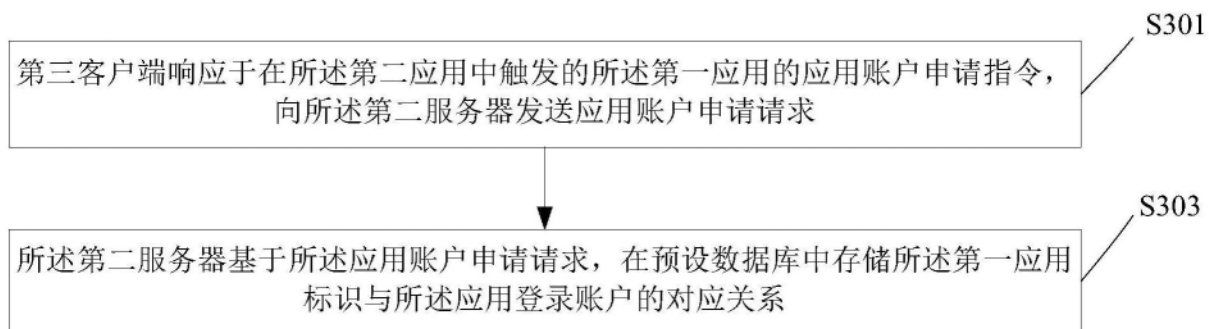 S301
第三客户端响应于在所述第二应用中触发的所述第一应用的应用账户申请指令，
向所述第二服务器发送应用账户申请请求
S303
所述第二服务器基于所述应用账户申请请求，在预设数据库中存储所述第一应用
标识与所述应用登录账户的对应关系